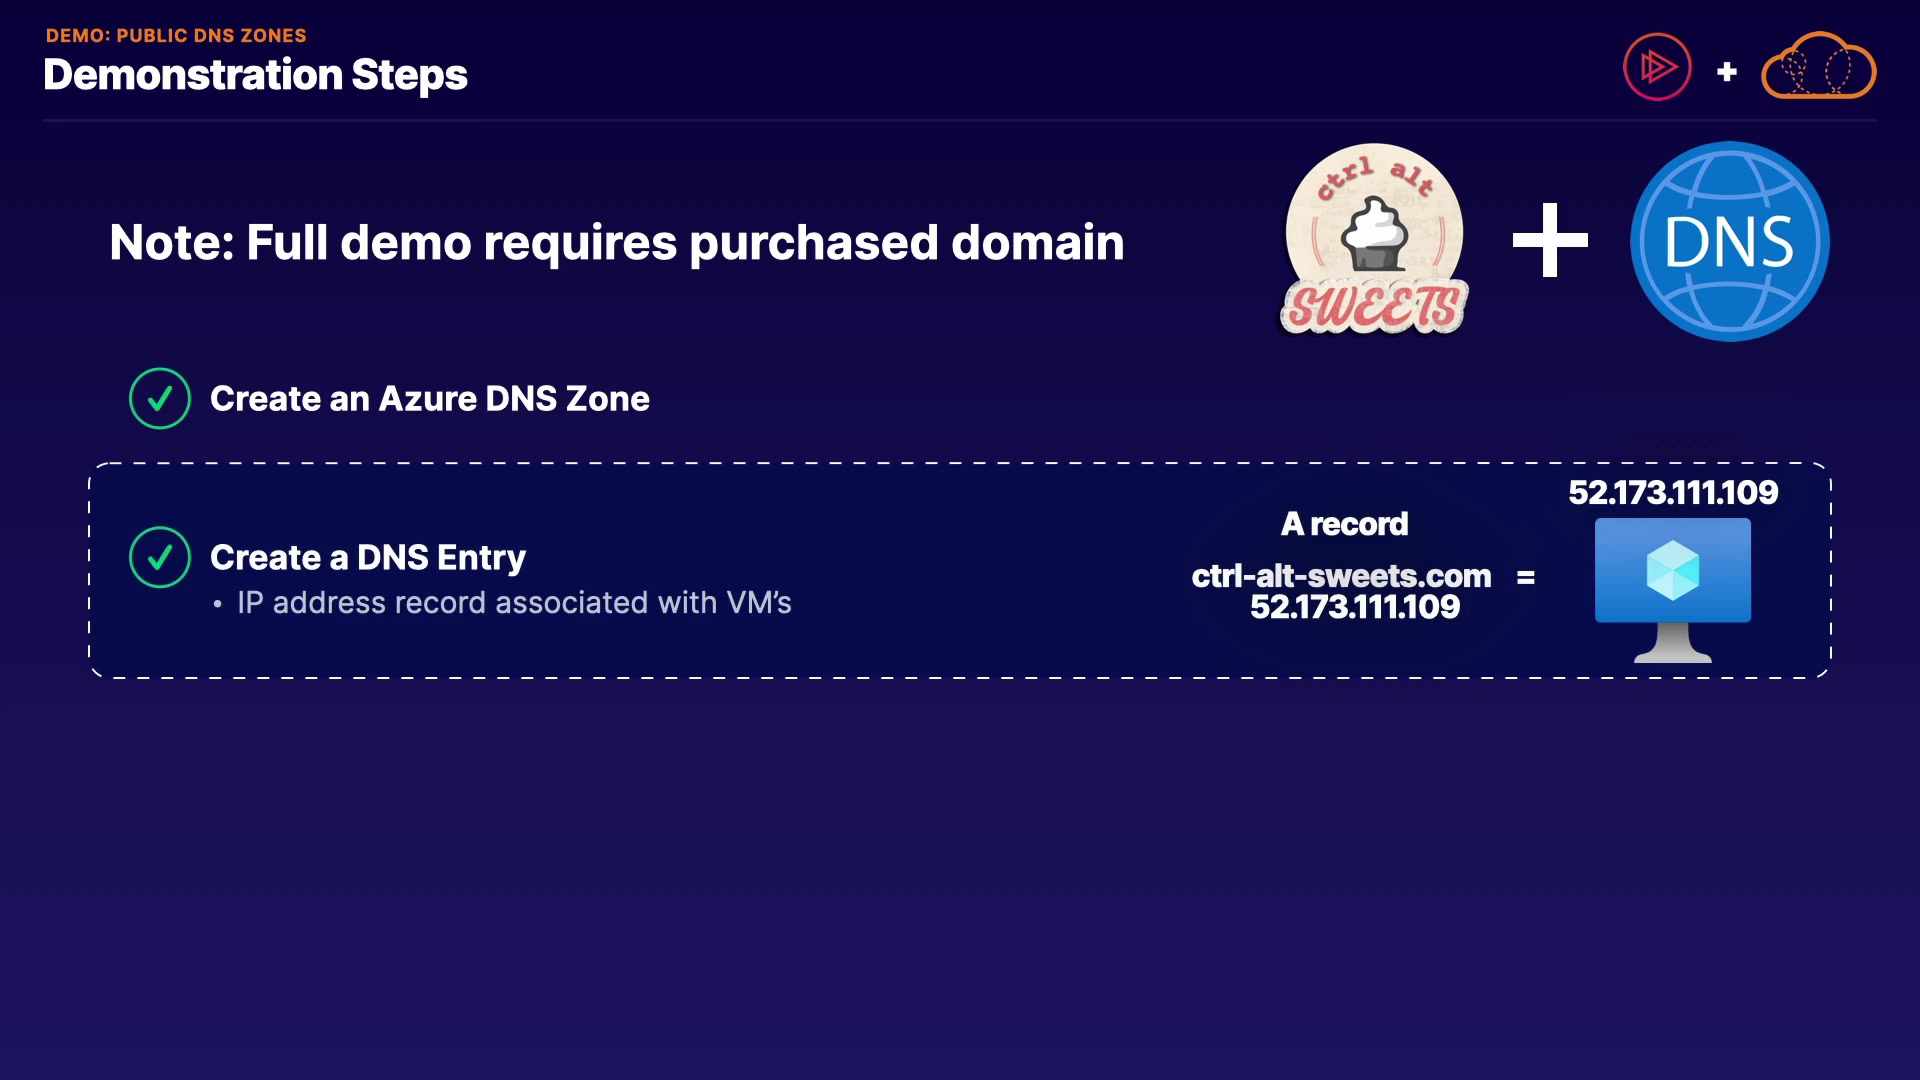 DEMO: PUBLIC DNS ZONES
Demonstration Steps
Note: Full demo requires purchased domain
ctrl alt
SWEETS
DNS
Create an Azure DNS Zone
Create a DNS Entry
• IP address record associated with VM’s
A record
ctrl-alt-sweets.com =
52.173.111.109
52.173.111.109